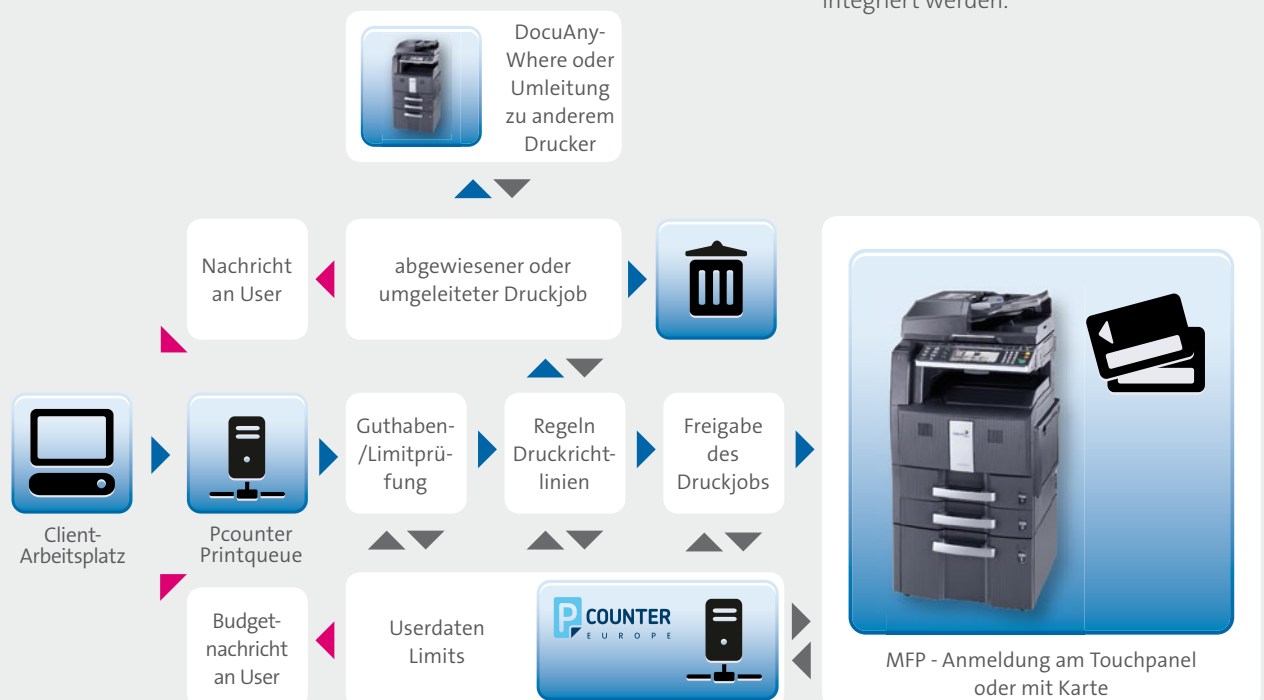 integriert werden.
DocuAny-
Where oder
Umleitung
zu anderem
Drucker
Nachricht
an User
abgewiesener oder
umgeleiteter Druckjob
Client-
Arbeitsplatz
Pcounter
Printqueue
Guthaben-
/Limitprü-
fung
Regeln
Druckricht-
linien
Freigabe
des
Druckjobs
Budget-
nachricht
an User
Userdaten
Limits
P COUNTER
EUROPE
MFP - Anmeldung am Touchpanel
oder mit Karte